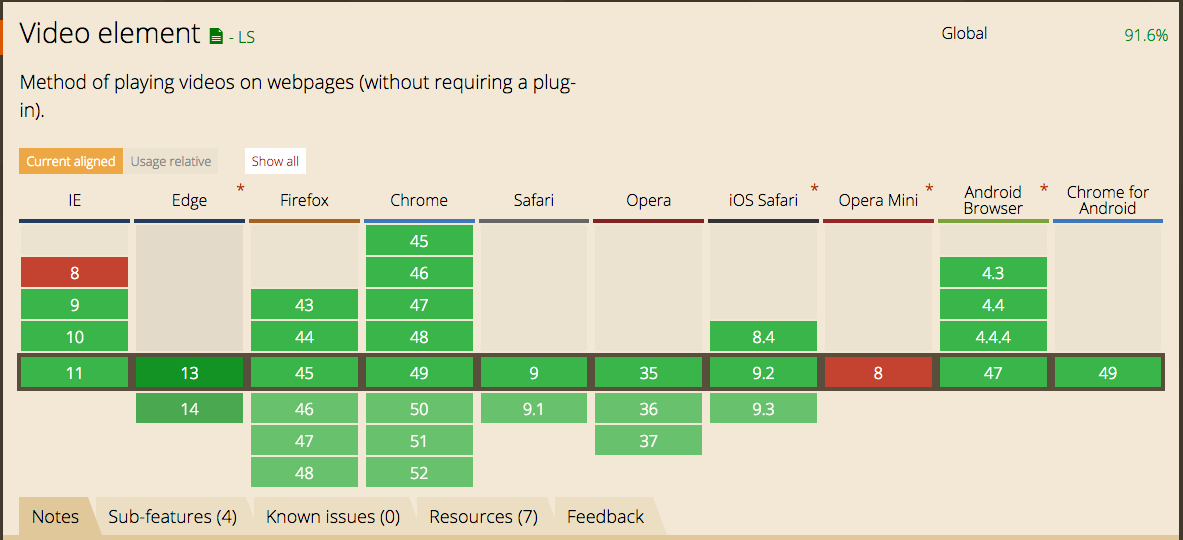 Video element - LS
Global 91.6%
Method of playing videos on webpages (without requiring a plug-
in).
Current aligned Usage relative Show all
IE Edge * Firefox Chrome Safari Opera iOS Safari * Opera Mini * Android Browser * Chrome for Android
45
8 46 4.3
9 43 47 4.4
10 44 48 8.4 4.4.4
11 13 45 49 9 35 9.2 8 47 49
14 46 50 9.1 36 9.3
47 51 37
48 52
Notes Sub-features (4) Known issues (0) Resources (7) Feedback